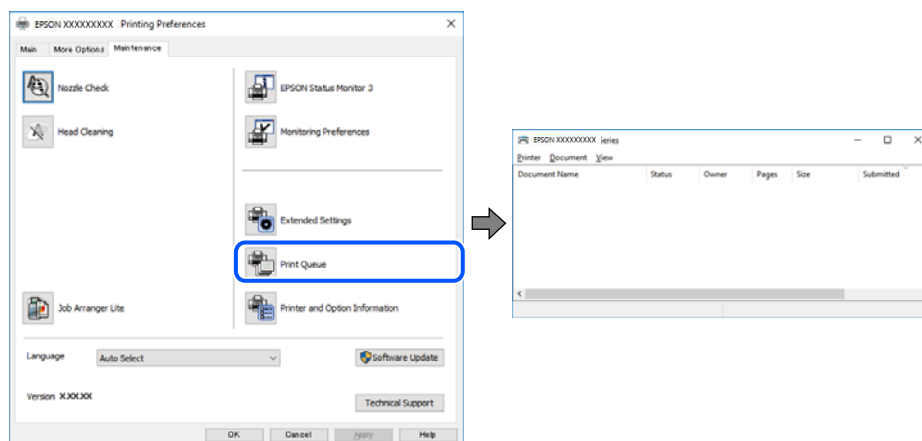 EPSON XXXXXXXXX Printing Preferences
Main More Options Maintenance
Nozzle Check
Head Cleaning
Job Arranger Lite
EPSON Status Monitor 3
Monitoring Preferences
Extended Settings
Print Queue
Printer and Option Information
Language Auto Select Software Update
Version X.XX.XX
Technical Support
OK Cancel Apply Help
EPSON XXXXXXXXX ieries
Printer Document View
Document Name Status Owner Pages Size Submitted